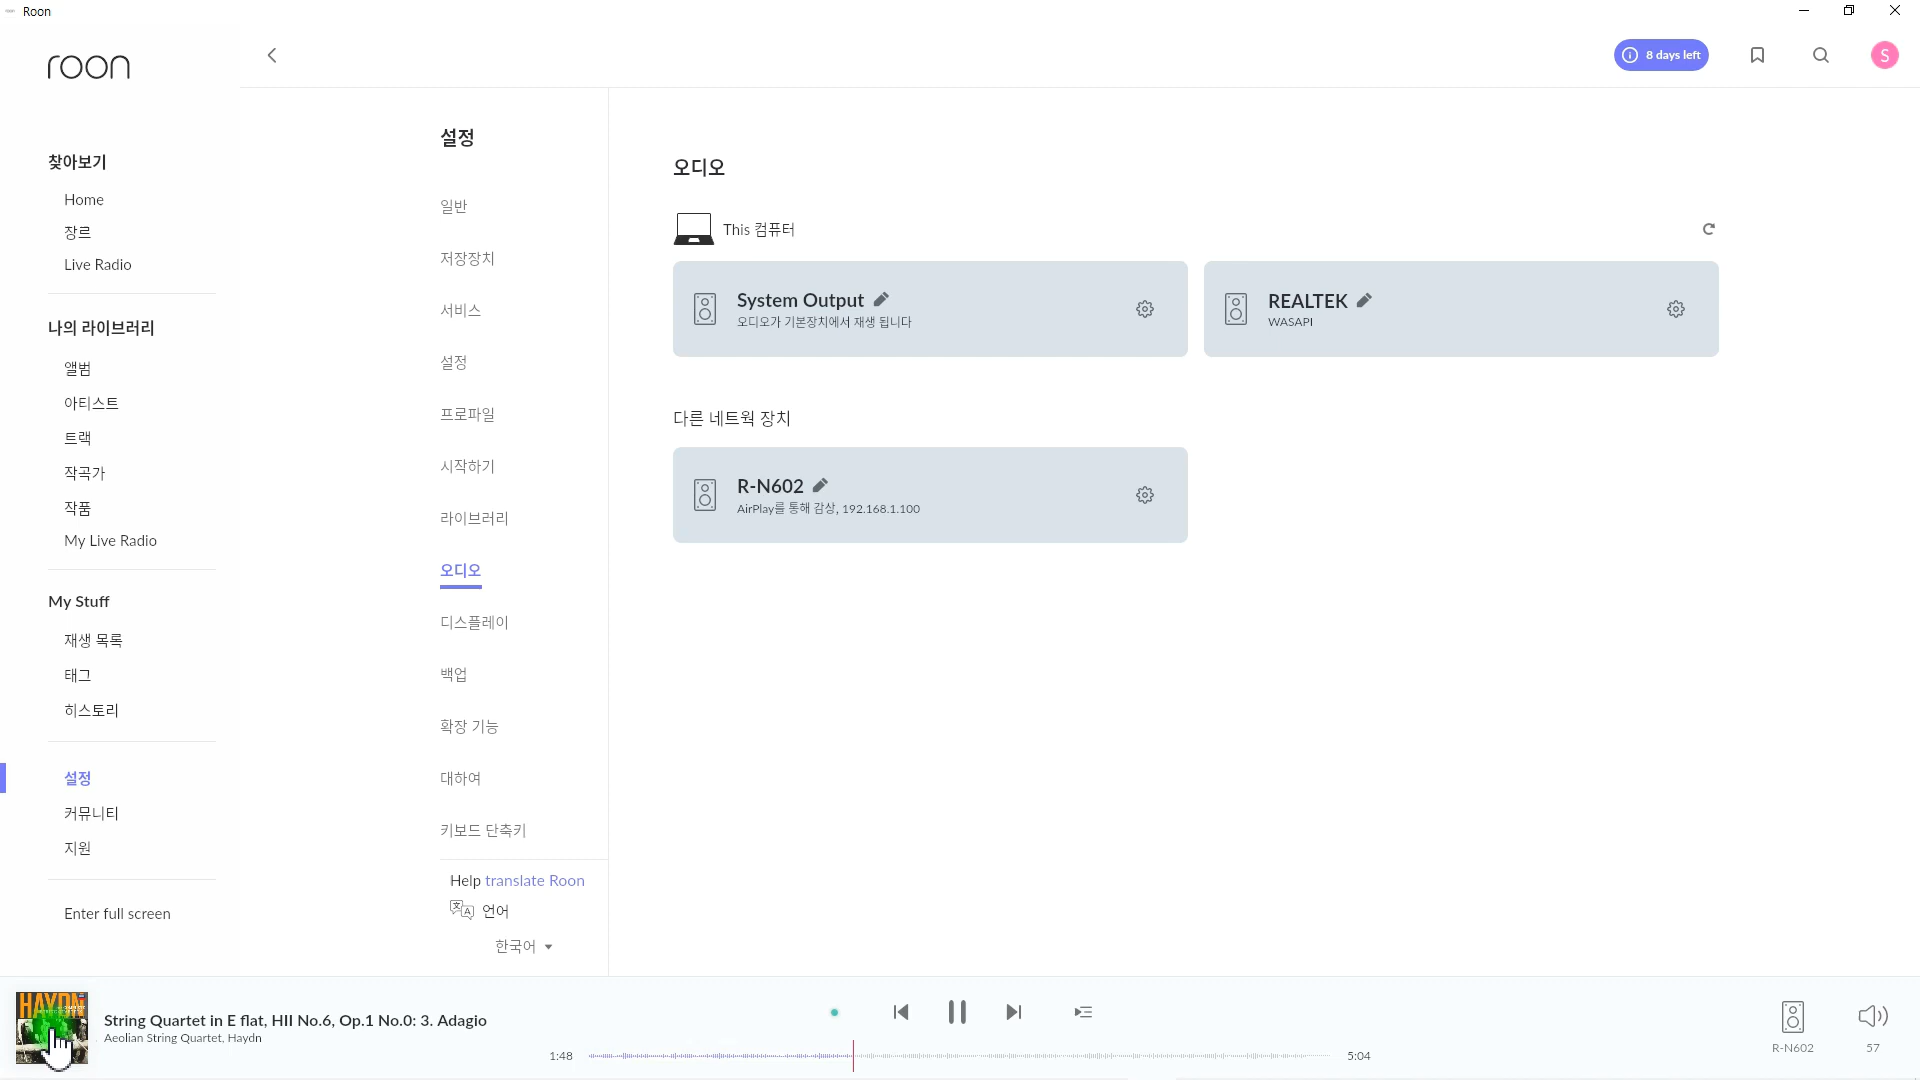 Roon
roon
8 days left
S
찾아보기
Home
장르
Live Radio
나의 라이브러리
앨범
아티스트
트랙
작곡가
작품
My Live Radio
My Stuff
재생 목록
태그
히스토리
설정
커뮤니티
지원
Enter full screen
설정
일반
저장장치
서비스
설정
프로파일
시작하기
라이브러리
오디오
디스플레이
백업
확장 기능
대하여
키보드 단축키
Help translate Roon
언어
한국어
오디오
This 컴퓨터
System Output
오디오가 기본장치에서 재생 됩니다
REALTEK
WASAPI
다른 네트웍 장치
R-N602
AirPlay를 통해 감상, 192.168.1.100
HAYDN
String Quartet in E flat, HII No.6, Op.1 No.0: 3. Adagio
Aeolian String Quartet, Haydn
1:48
5:04
R-N602
57